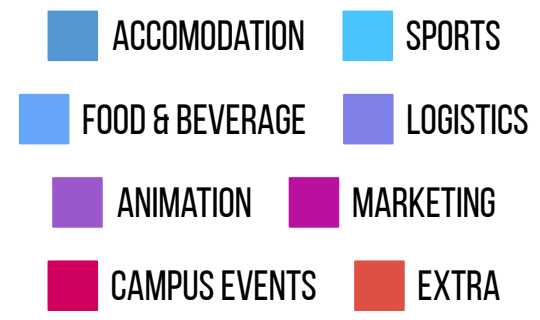 ACCOMODATION SPORTS
FOOD & BEVERAGE LOGISTICS
ANIMATION MARKETING
CAMPUS EVENTS EXTRA